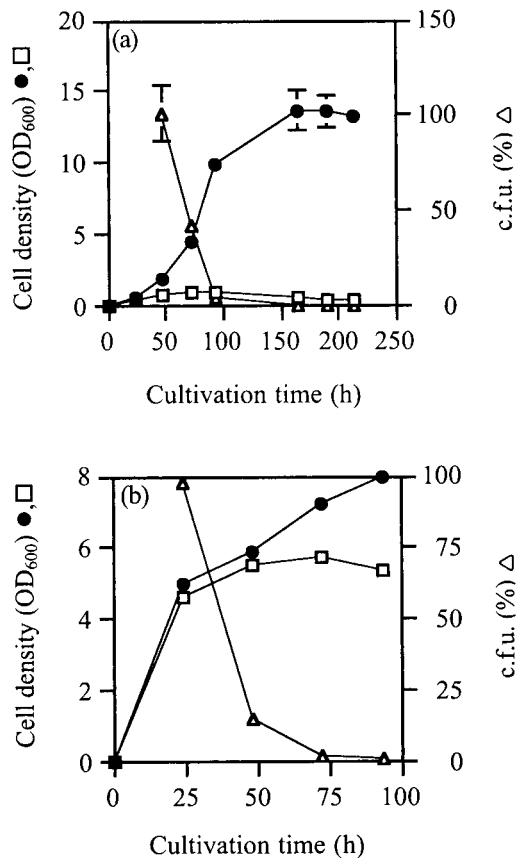 (a)
20
15
10
5
0
150
100
50
0
0 50 100 150 200 250
Cell density (OD600) ●,□
c.f.u. (%) △
Cultivation time (h)
(b)
8
6
4
2
0
100
75
50
25
0
0 25 50 75 100
Cell density (OD600) ●,□
c.f.u. (%) △
Cultivation time (h)